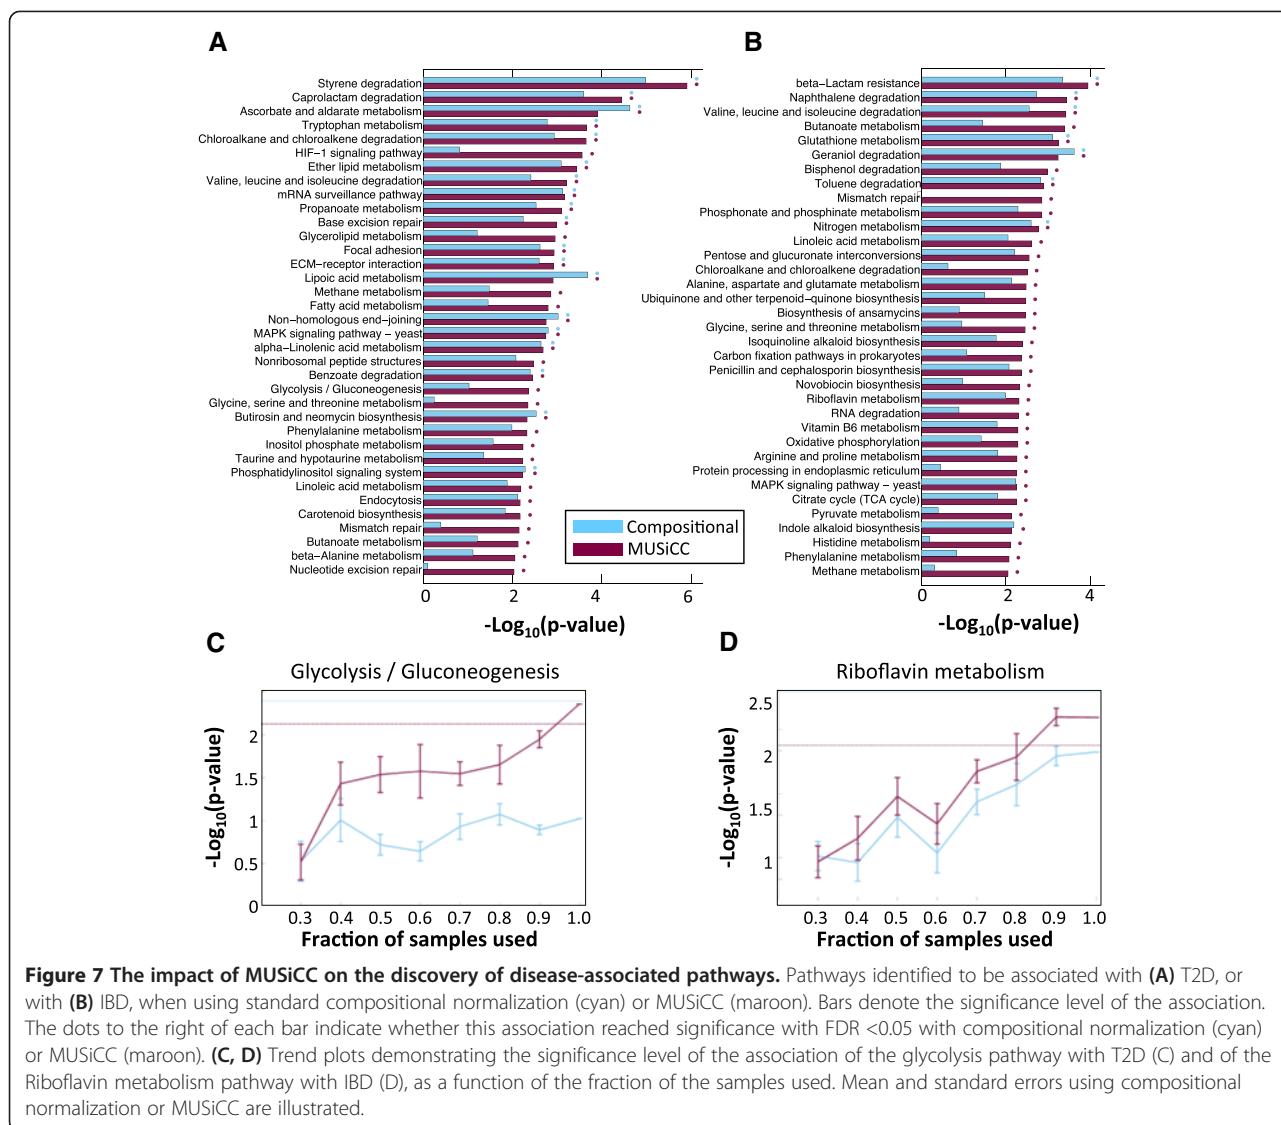 A
Styrene degradation
Caprolactam degradation
Ascorbate and aldarate metabolism
Tryptophan metabolism
Chloroalkane and chloroalkene degradation
HIF−1 signaling pathway
Ether lipid metabolism
Valine, leucine and isoleucine degradation
mRNA surveillance pathway
Propanoate metabolism
Base excision repair
Glycerolipid metabolism
Focal adhesion
ECM−receptor interaction
Lipoic acid metabolism
Methane metabolism
Fatty acid metabolism
Non−homologous end−joining
MAPK signaling pathway − yeast
alpha−Linolenic acid metabolism
Nonribosomal peptide structures
Benzoate degradation
Glycolysis / Gluconeogenesis
Glycine, serine and threonine metabolism
Butirosin and neomycin biosynthesis
Phenylalanine metabolism
Inositol phosphate metabolism
Taurine and hypotaurine metabolism
Phosphatidylinositol signaling system
Linoleic acid metabolism
Endocytosis
Carotenoid biosynthesis
Mismatch repair
Butanoate metabolism
beta−Alanine metabolism
Nucleotide excision repair
0 2 4 6
-Log10(p-value)
B
beta−Lactam resistance
Naphthalene degradation
Valine, leucine and isoleucine degradation
Butanoate metabolism
Glutathione metabolism
Geraniol degradation
Bisphenol degradation
Toluene degradation
Mismatch repair
Phosphonate and phosphinate metabolism
Nitrogen metabolism
Linoleic acid metabolism
Pentose and glucuronate interconversions
Chloroalkane and chloroalkene degradation
Alanine, aspartate and glutamate metabolism
Ubiquinone and other terpenoid−quinone biosynthesis
Biosynthesis of ansamycins
Glycine, serine and threonine metabolism
Isoquinoline alkaloid biosynthesis
Carbon fixation pathways in prokaryotes
Penicillin and cephalosporin biosynthesis
Novobiocin biosynthesis
Riboflavin metabolism
RNA degradation
Vitamin B6 metabolism
Oxidative phosphorylation
Arginine and proline metabolism
Protein processing in endoplasmic reticulum
MAPK signaling pathway − yeast
Citrate cycle (TCA cycle)
Pyruvate metabolism
Indole alkaloid biosynthesis
Histidine metabolism
Phenylalanine metabolism
Methane metabolism
0 2 4
-Log10(p-value)
Compositional
MUSiCC
C
Glycolysis / Gluconeogenesis
-Log10(p-value)
2
1.5
1
0.5
0
0.3 0.4 0.5 0.6 0.7 0.8 0.9 1.0
Fraction of samples used
D
Riboflavin metabolism
-Log10(p-value)
2.5
2
1.5
1
0.3 0.4 0.5 0.6 0.7 0.8 0.9 1.0
Fraction of samples used
Figure 7 The impact of MUSiCC on the discovery of disease-associated pathways. Pathways identified to be associated with (A) T2D, or
with (B) IBD, when using standard compositional normalization (cyan) or MUSiCC (maroon). Bars denote the significance level of the association.
The dots to the right of each bar indicate whether this association reached significance with FDR <0.05 with compositional normalization (cyan)
or MUSiCC (maroon). (C, D) Trend plots demonstrating the significance level of the association of the glycolysis pathway with T2D (C) and of the
Riboflavin metabolism pathway with IBD (D), as a function of the fraction of the samples used. Mean and standard errors using compositional
normalization or MUSiCC are illustrated.